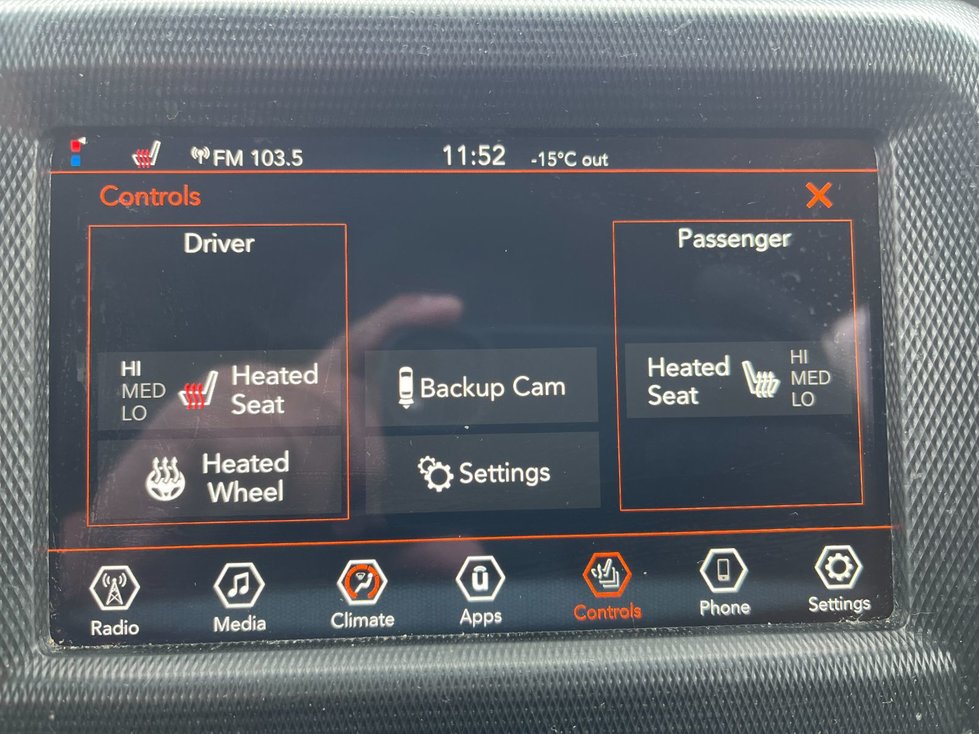 FM 103.5 11:52 -15°C out
Controls
Driver
HI
MED
LO
Heated
Seat
Heated
Wheel
Backup Cam
Settings
Passenger
Heated
Seat
HI
MED
LO
Radio
Media
Climate
Apps
Controls
Phone
Settings